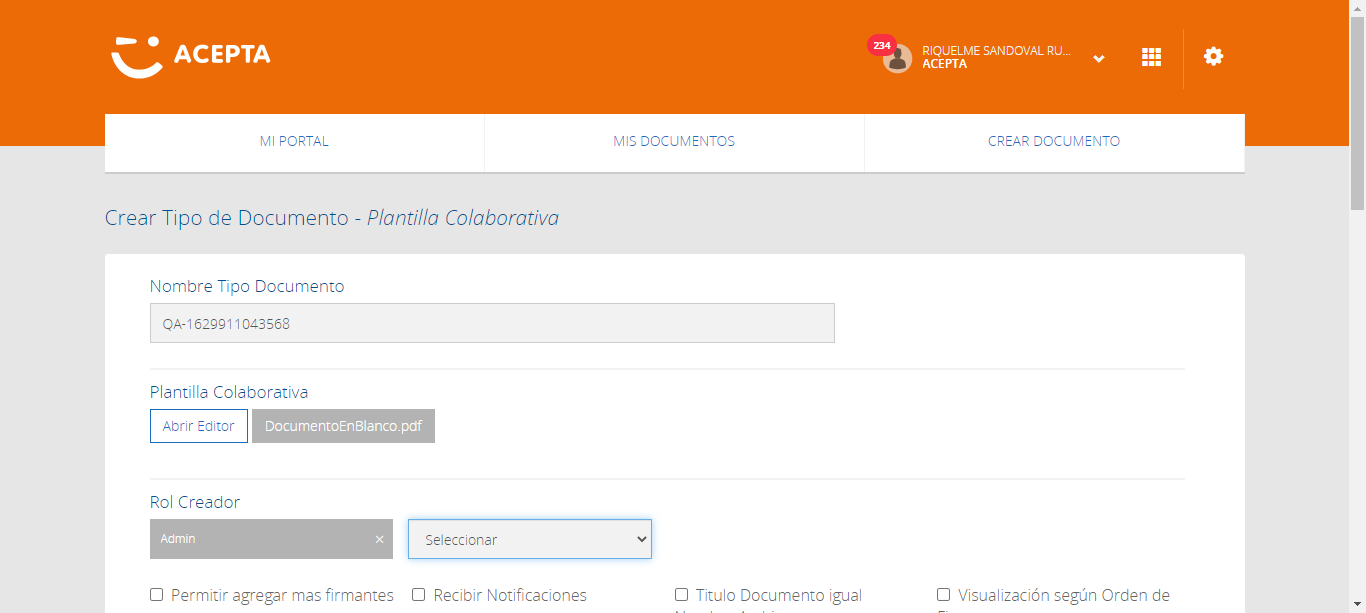 ACEPTA
234
RIQUELME SANDOVAL RU...
ACEPTA
MI PORTAL
MIS DOCUMENTOS
CREAR DOCUMENTO
Crear Tipo de Documento - Plantilla Colaborativa
Nombre Tipo Documento
QA-1629911043568
Plantilla Colaborativa
Abrir Editor
DocumentoEnBlanco.pdf
Rol Creador
Admin ×
Seleccionar
Permitir agregar mas firmantes
Recibir Notificaciones
Titulo Documento igual
Visualización según Orden de